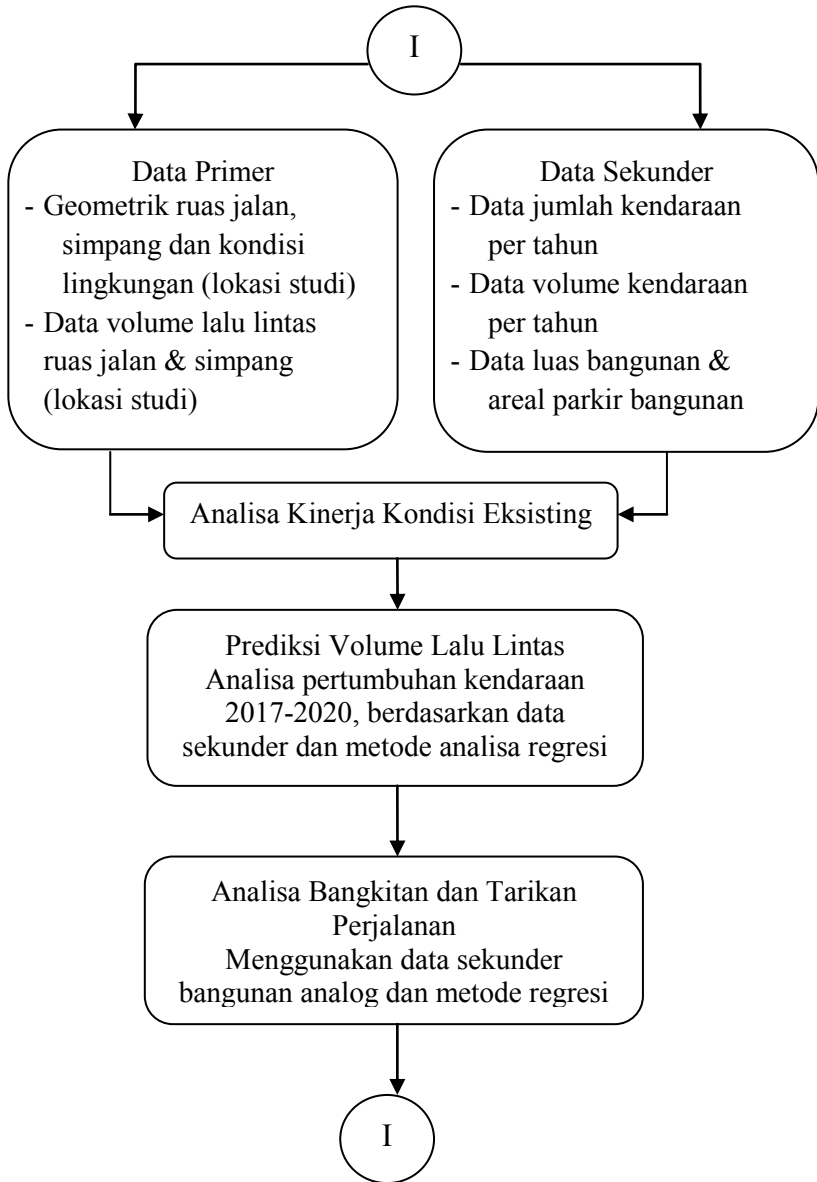 I
Data Primer
- Geometrik ruas jalan,
simpang dan kondisi
lingkungan (lokasi studi)
- Data volume lalu lintas
ruas jalan & simpang
(lokasi studi)
Data Sekunder
- Data jumlah kendaraan
per tahun
- Data volume kendaraan
per tahun
- Data luas bangunan &
areal parkir bangunan
Analisa Kinerja Kondisi Eksisting
Prediksi Volume Lalu Lintas
Analisa pertumbuhan kendaraan
2017-2020, berdasarkan data
sekunder dan metode analisa regresi
Analisa Bangkitan dan Tarikan
Perjalanan
Menggunakan data sekunder
bangunan analog dan metode regresi
I